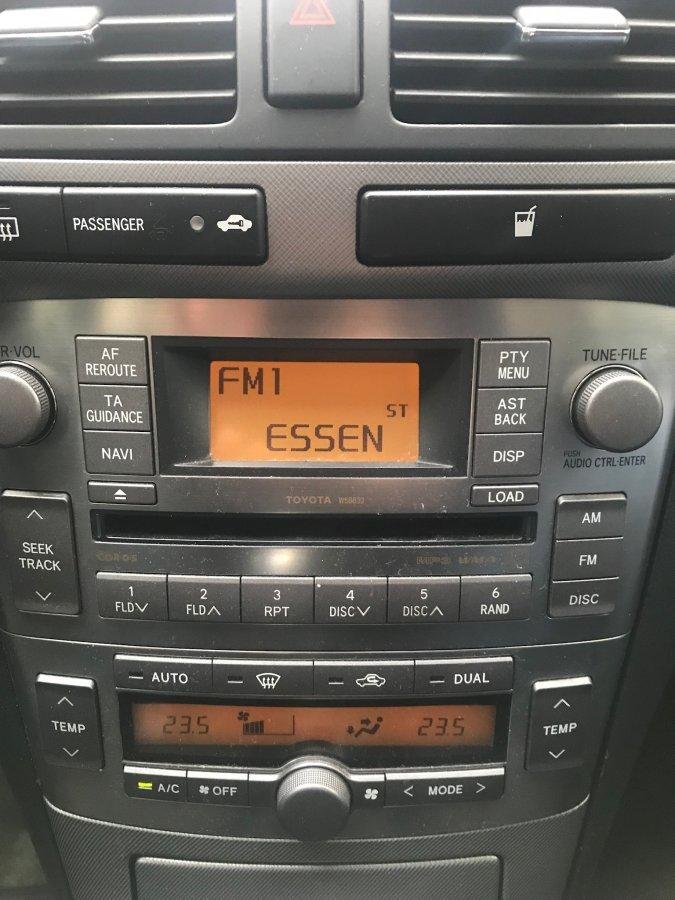 PASSENGER
R·VOL
AF
REROUTE
TA
GUIDANCE
NAVI
FM1
ST
ESSEN
PTY
MENU
AST
BACK
DISP
TUNE·FILE
PUSH
AUDIO CTRL·ENTER
TOYOTA
LOAD
SEEK
TRACK
AM
FM
DISC
1
FLD
2
FLD
3
RPT
4
DISC
5
DISC
6
RAND
AUTO
DUAL
TEMP
23.5
23.5
TEMP
A/C
OFF
< MODE >